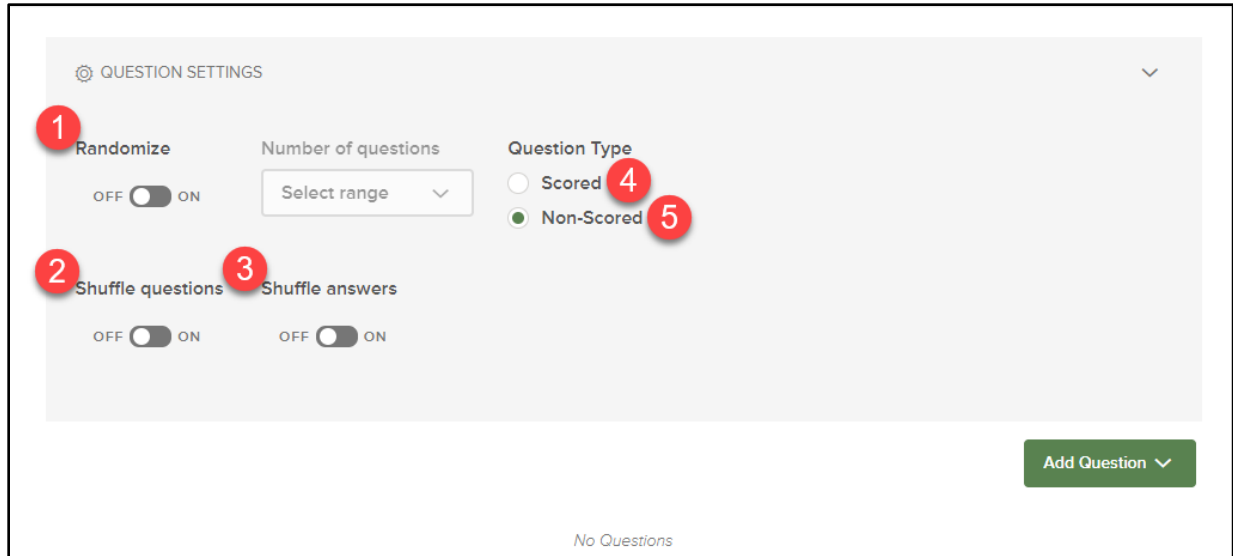 QUESTION SETTINGS
1
Randomize Number of questions Question Type
OFF ON Select range Scored 4
Non-Scored 5
2 3
Shuffle questions Shuffle answers
OFF ON OFF ON
Add Question
No Questions